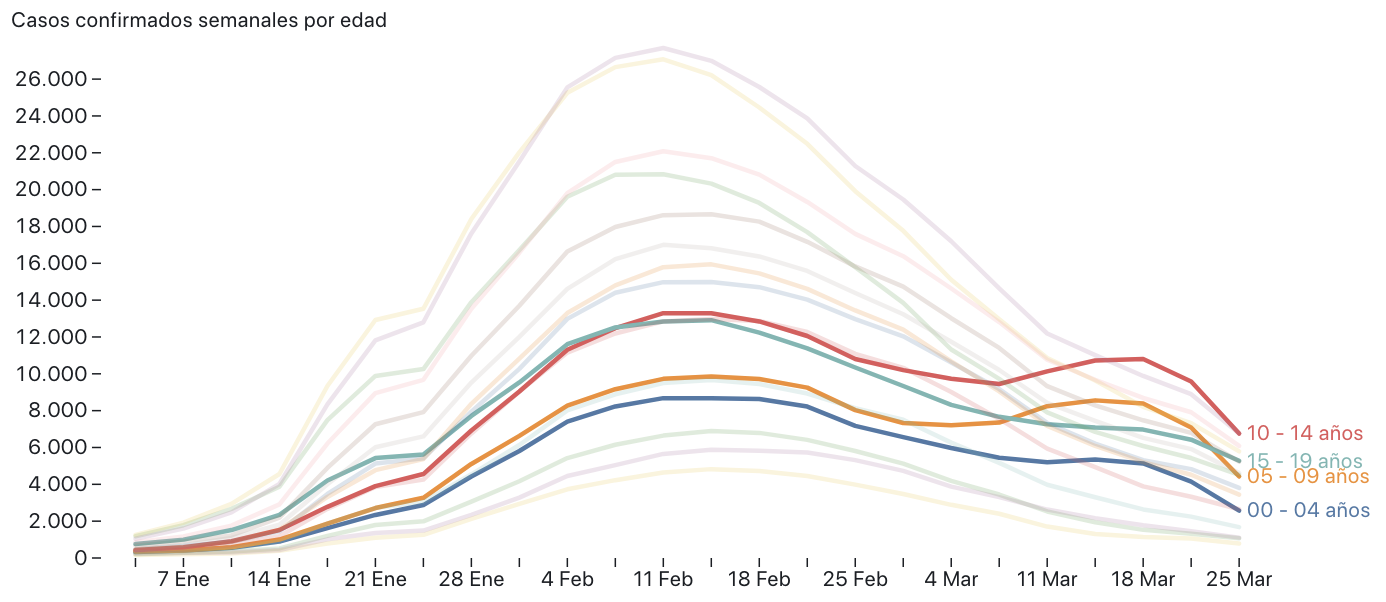 Casos confirmados semanales por edad
26.000
24.000
22.000
20.000
18.000
16.000
14.000
12.000
10.000
8.000
6.000
4.000
2.000
0
7 Ene
14 Ene
21 Ene
28 Ene
4 Feb
11 Feb
18 Feb
25 Feb
4 Mar
11 Mar
18 Mar
25 Mar
10 - 14 años
15 - 19 años
05 - 09 años
00 - 04 años